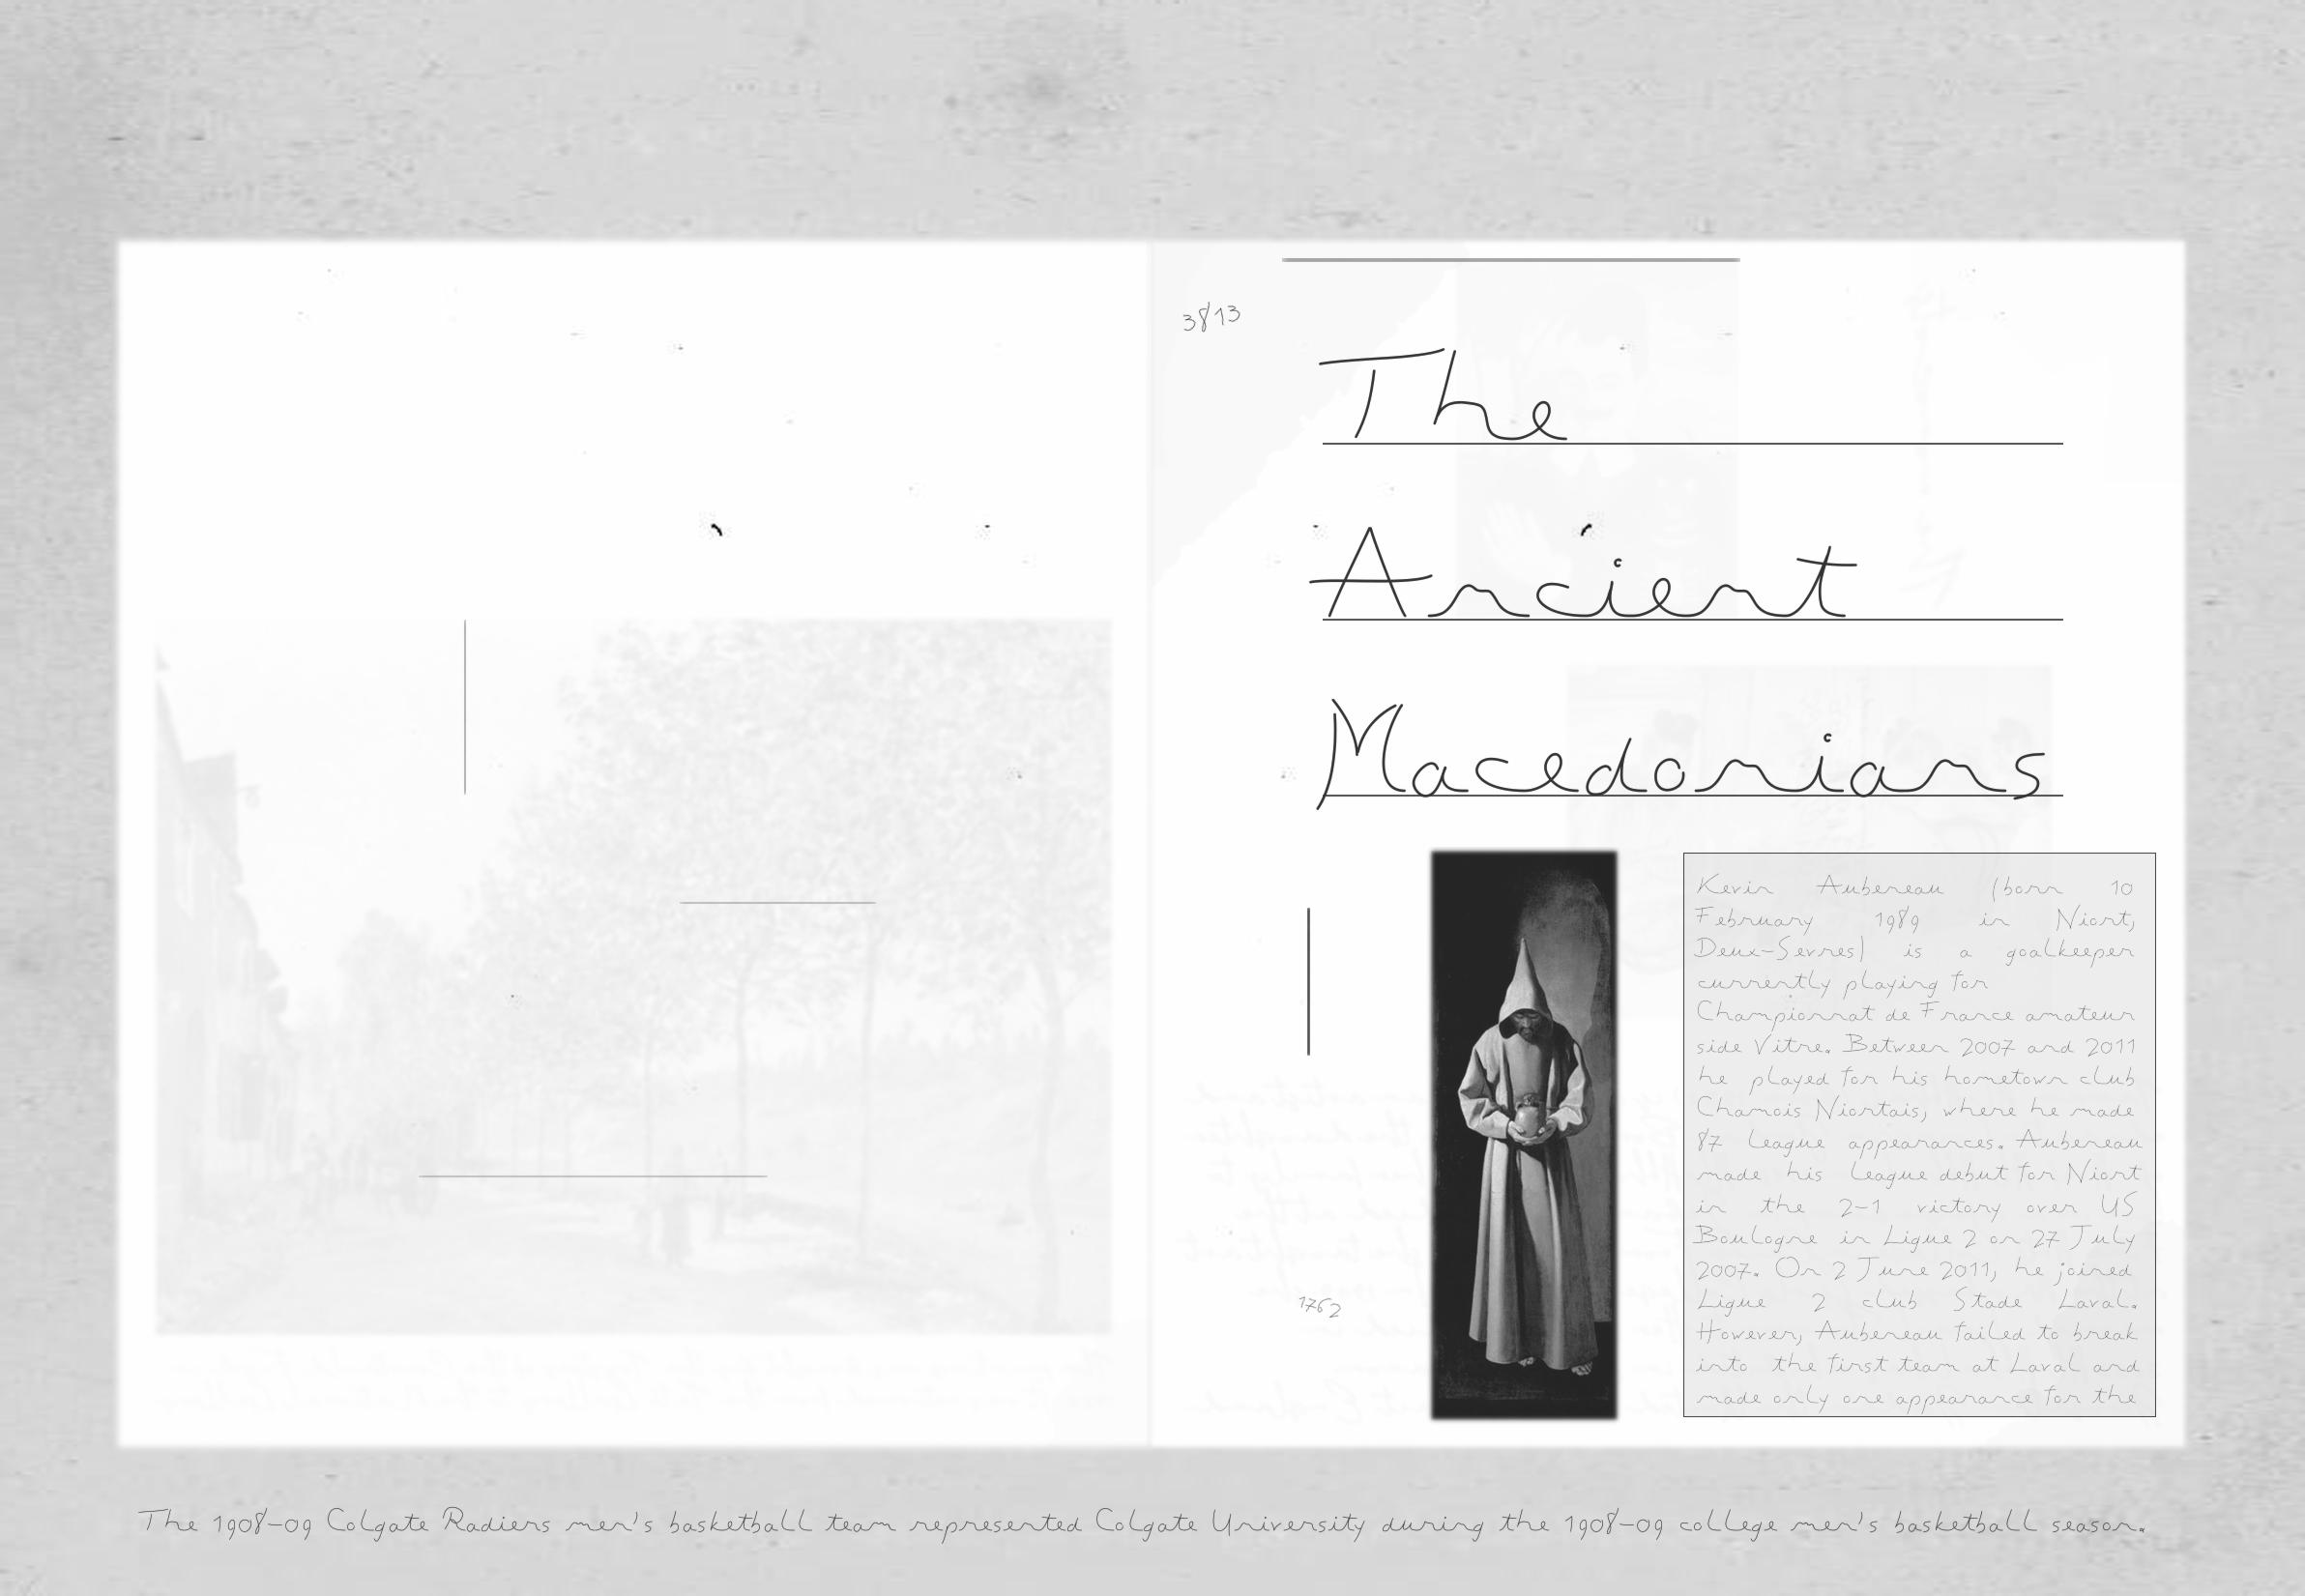 3813
The
Ancient
Macedonians
Kevin Aubeneau (born 10
February 1989 in Niort,
Deux-Sevres) is a goalkeeper
currently playing for
Championnat de France amateur
side Vitre. Between 2007 and 2011
he played for his hometown club
Chamois Niortais, where he made
87 league appearances. Aubeneau
made his league debut for Niort
in the 2-1 victory over US
Boulogne in Ligue 2 on 27 July
2007. On 2 June 2011, he joined
Ligue 2 club Stade Laval.
However, Aubeneau failed to break
into the first team at Laval and
made only one appearance for the
1762
The 1908-09 Colgate Radiers men's basketball team represented Colgate University during the 1908-09 college men's basketball season.